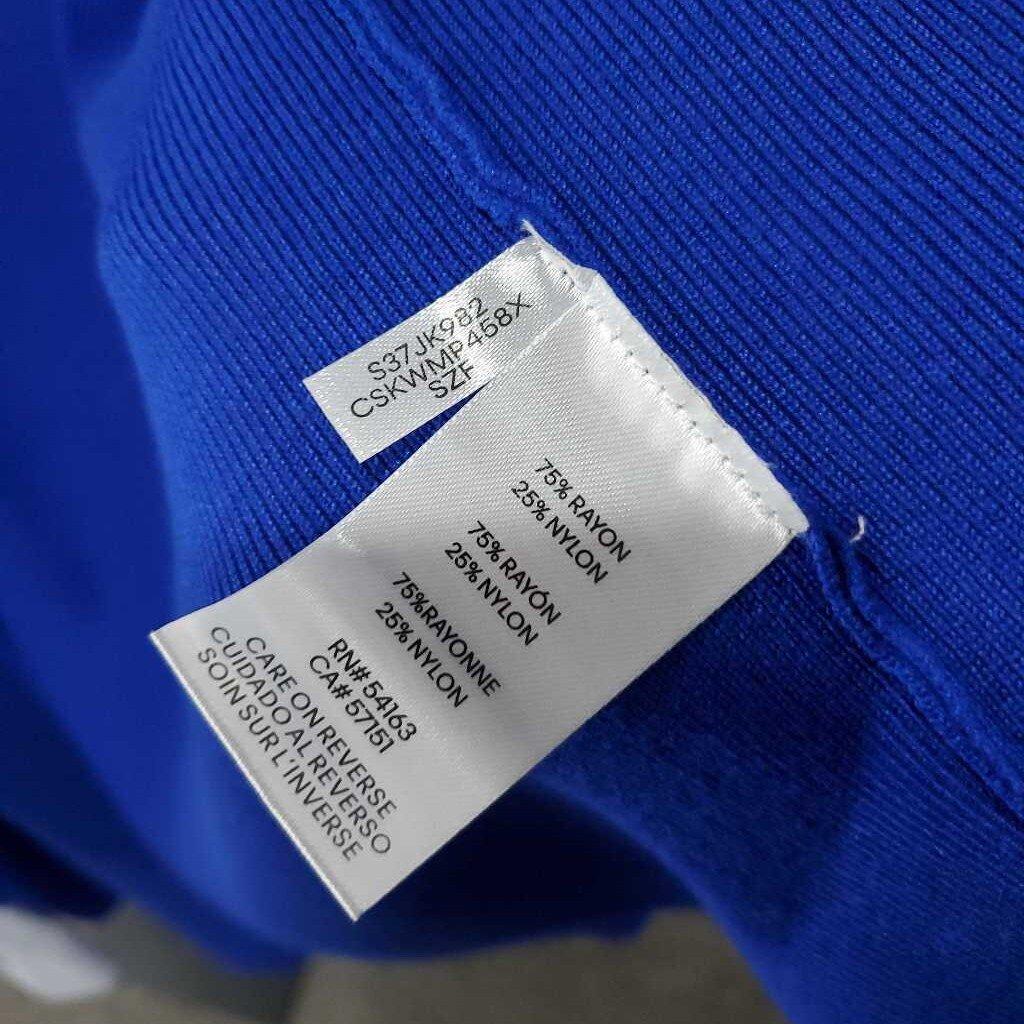 S37JK982
CSKWMP458X
SZF
75% RAYON
25% NYLON
75% RAYÓN
25% NYLON
75%RAYONNE
25% NYLON
RN# 54163
CA# 57151
CARE ON REVERSE
CUIDADO AL REVERSO
SOIN SUR L'INVERSE